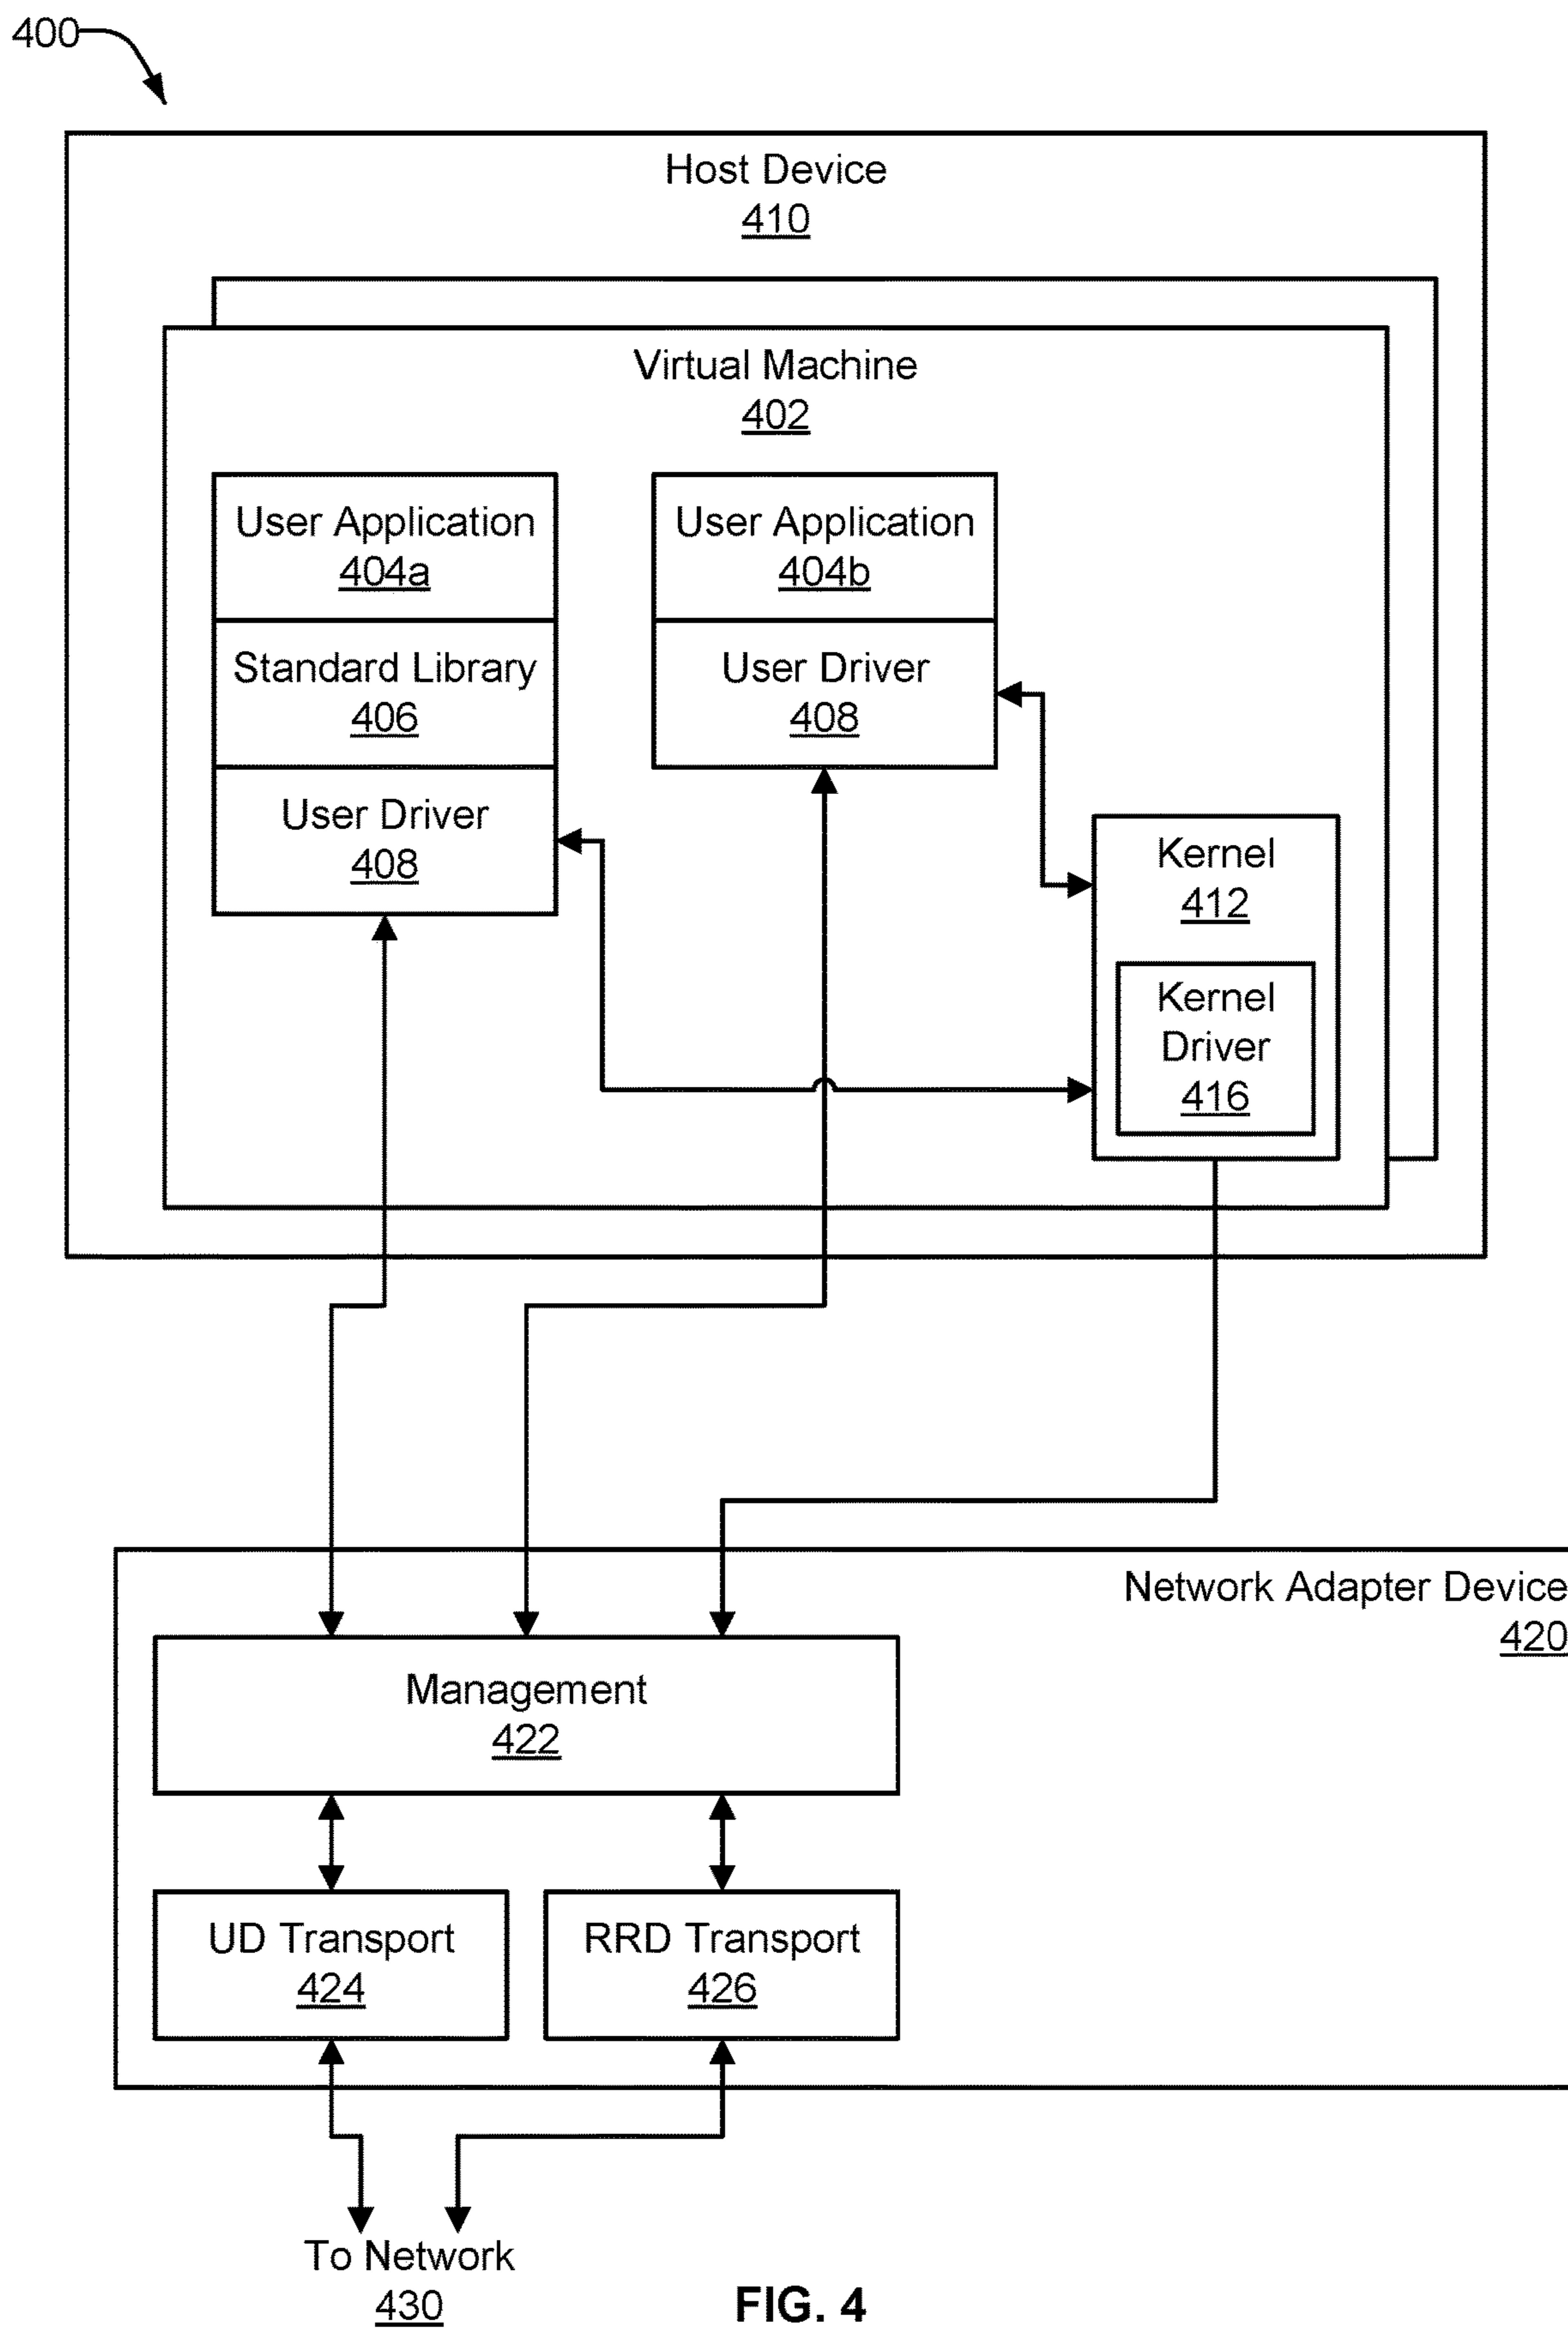 400
Host Device
410
Virtual Machine
402
User Application
404a
Standard Library
406
User Driver
408
User Application
404b
User Driver
408
Kernel
412
Kernel
Driver
416
Network Adapter Device
420
Management
422
UD Transport
424
RRD Transport
426
To Network
430
FIG. 4